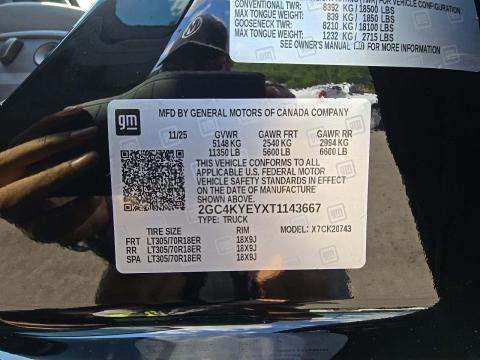 CONVENTIONAL TWR: 8392 KG / 18500 LBS
MAX TONGUE WEIGHT: 839 KG / 1850 LBS
GOOSENECK TWR: 8210 KG / 18100 LBS
MAX TONGUE WEIGHT: 1232 KG / 2715 LBS
SEE OWNER'S MANUAL FOR MORE INFORMATION
gm
MFD BY GENERAL MOTORS OF CANADA COMPANY
11/25 GVWR GAWR FRT GAWR RR
5148 KG 2540 KG 2994 KG
11350 LB 5600 LB 6600 LB
THIS VEHICLE CONFORMS TO ALL
APPLICABLE U.S. FEDERAL MOTOR
VEHICLE SAFETY STANDARDS IN EFFECT
ON THE DATE OF MANUFACTURE
2GC4KYEYXT1143667
TYPE: TRUCK MODEL: X7CK20743
TIRE SIZE RIM
FRT LT305/70R18ER 18X9J
RR LT305/70R18ER 18X9J
SPA LT305/70R18ER 18X9J